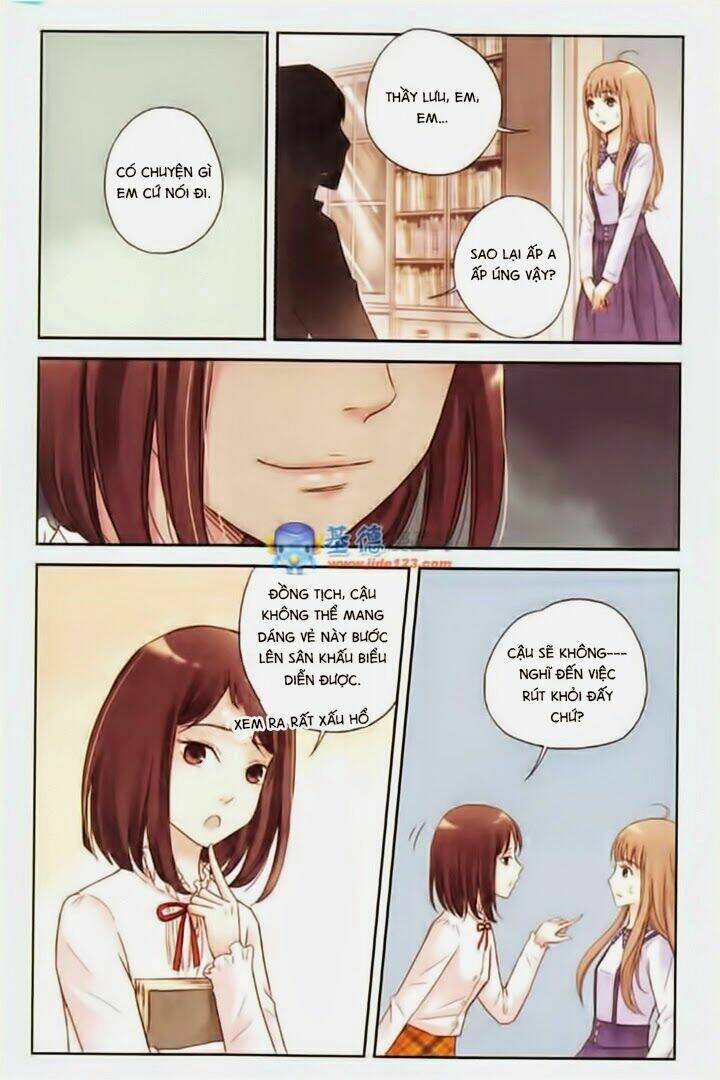 CÓ CHUYỆN GÌ
EM CỨ NÓI ĐI.
THẦY LƯU, EM,
EM...
SAO LẠI ẤP A
ẤP ÚNG VẬY?
基德
www.jide123.com
ĐỒNG TỊCH, CẬU
KHÔNG THỂ MANG
DÁNG VẺ NÀY BƯỚC
LÊN SÂN KHẤU BIỂU
DIỄN ĐƯỢC.
XEM RA RẤT XẤU HỔ
CẬU SẼ KHÔNG---
NGHĨ ĐẾN VIỆC
RÚT KHỎI ĐẤY
CHỨ?